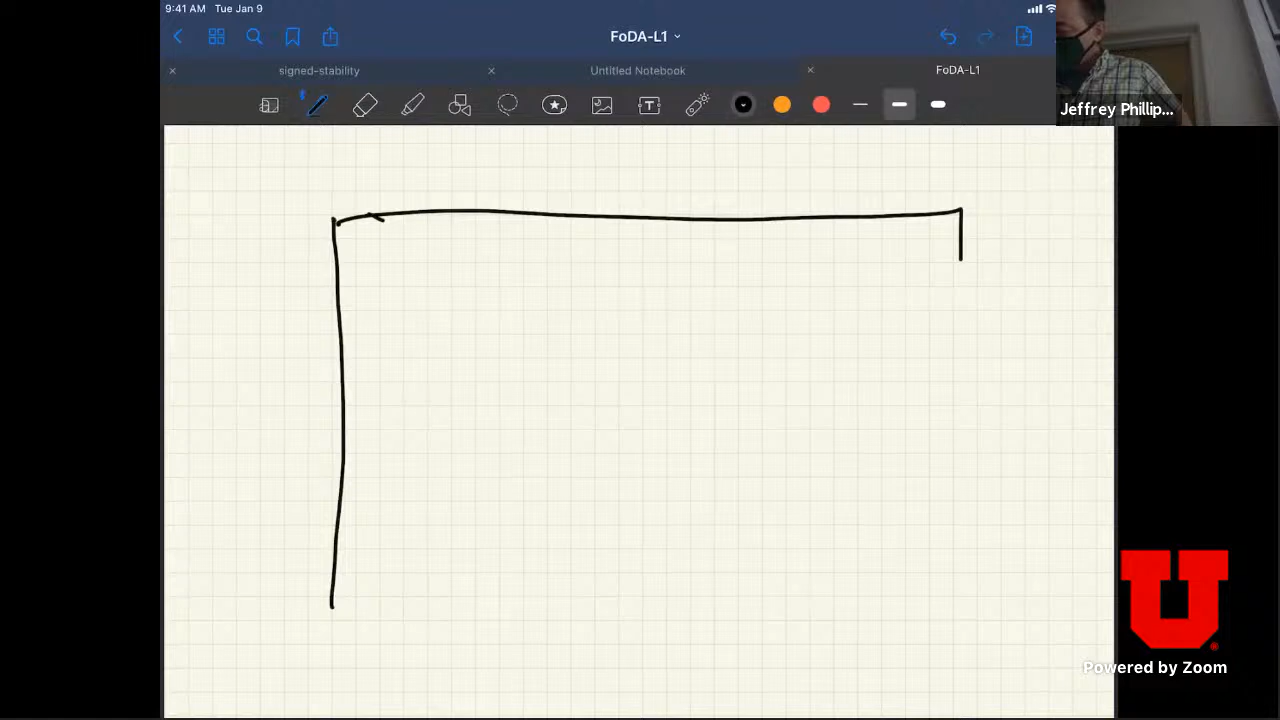 9:41 AM Tue Jan 9
FoDA-L1
signed-stability
Untitled Notebook
FoDA-L1
T
Jeffrey Phillip...
U
Powered by Zoom